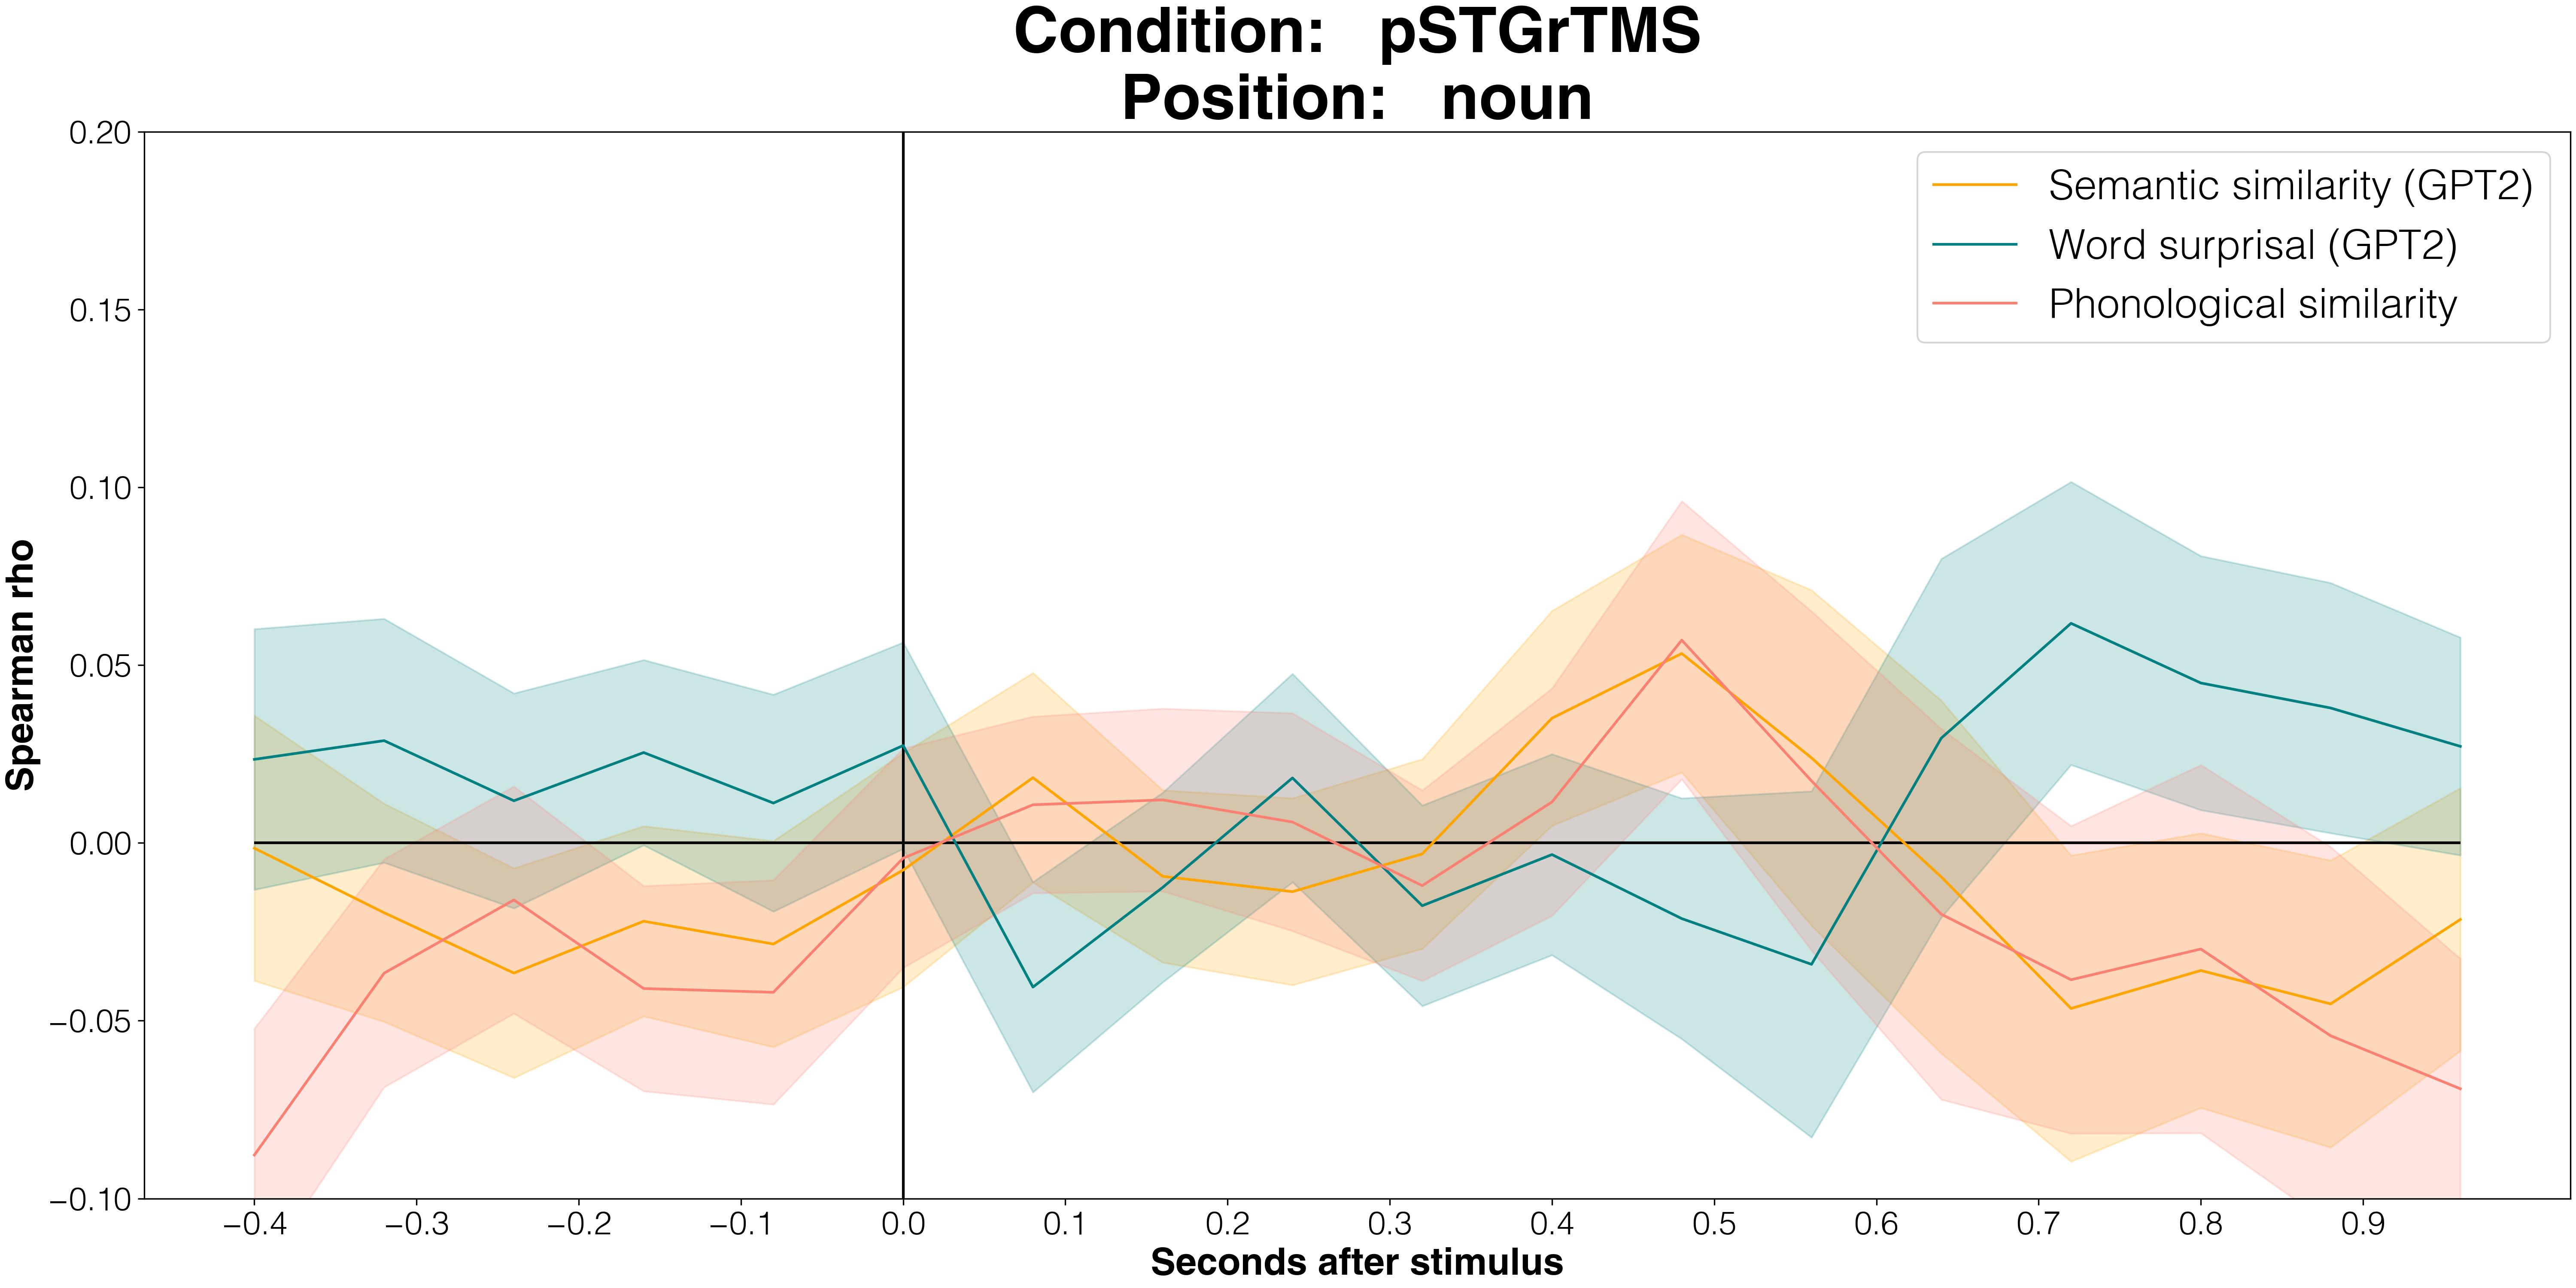 Condition: pSTGrTMS
Position: noun
0.20
0.15
0.10
0.05
0.00
−0.05
−0.10
Spearman rho
Semantic similarity (GPT2)
Word surprisal (GPT2)
Phonological similarity
−0.4 −0.3 −0.2 −0.1 0.0 0.1 0.2 0.3 0.4 0.5 0.6 0.7 0.8 0.9
Seconds after stimulus